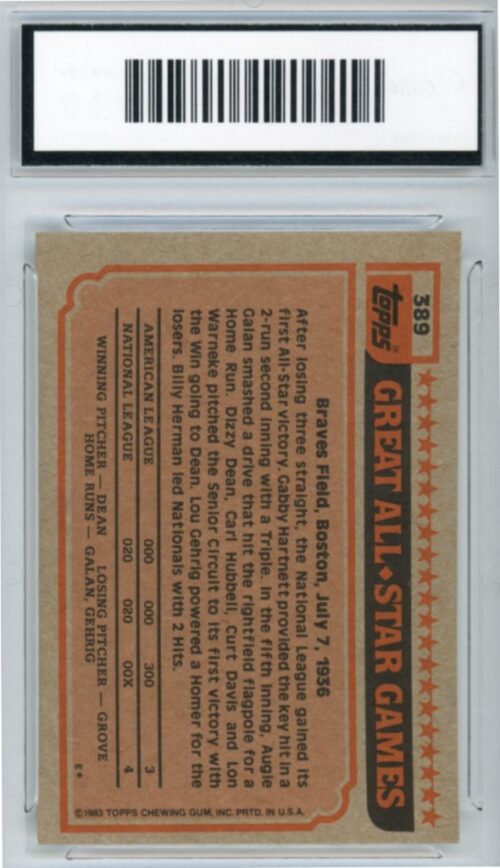 389
TOPPS®
GREAT ALL★STAR GAMES
Braves Field, Boston, July 7, 1936
After losing three straight, the National League gained its
first All-Star victory. Gabby Hartnett provided the key hit in a
2-run second Inning with a Triple. In the fifth Inning, Augie
Galan smashed a drive that hit the rightfield flagpole for a
Home Run. Dizzy Dean, Carl Hubbell, Curt Davis and Lon
Warneke pitched the Senior Circuit to its first victory with
the Win going to Dean. Lou Gehrig powered a Homer for the
losers. Billy Herman led Nationals with 2 Hits.
AMERICAN LEAGUE 000 000 300 3
NATIONAL LEAGUE 020 020 00X 4
WINNING PITCHER — DEAN LOSING PITCHER — GROVE
HOME RUNS — GALAN, GEHRIG
E*
©1983 TOPPS CHEWING GUM, INC. PRTD. IN U.S.A.